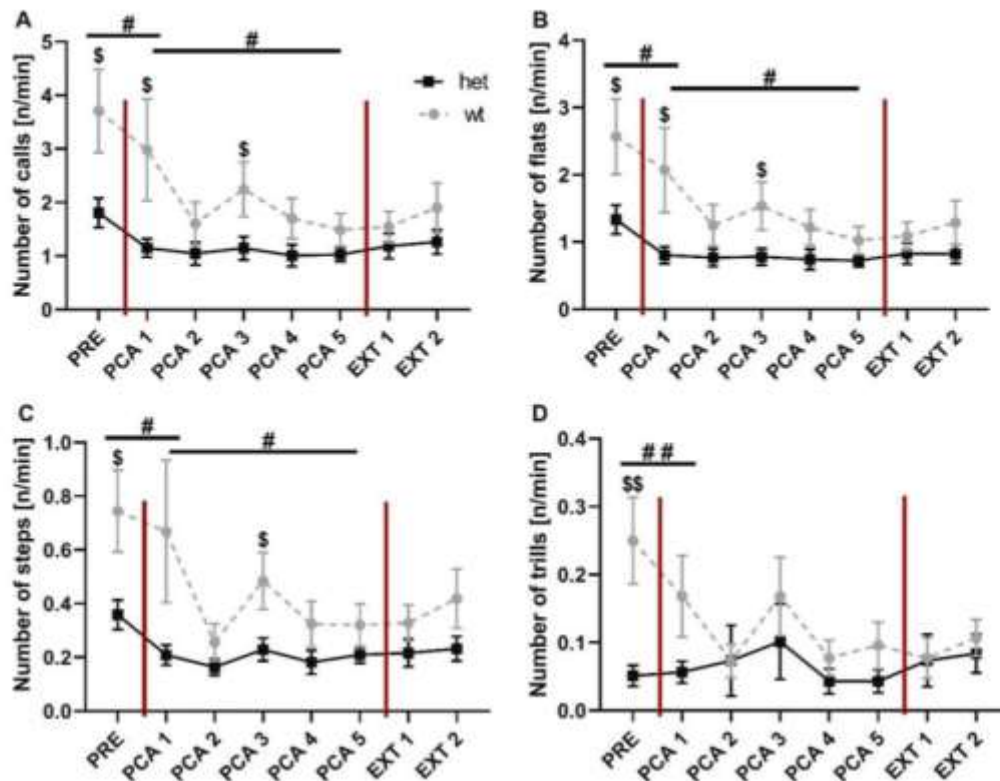 A
Number of calls [n/min]
5
4
3
2
1
0
#
#
$
$
$
het
wt
PRE
PCA 1
PCA 2
PCA 3
PCA 4
PCA 5
EXT 1
EXT 2
B
Number of flats [n/min]
4
3
2
1
0
#
#
$
$
$
PRE
PCA 1
PCA 2
PCA 3
PCA 4
PCA 5
EXT 1
EXT 2
C
Number of steps [n/min]
1.0
0.8
0.6
0.4
0.2
0.0
#
#
$
$
PRE
PCA 1
PCA 2
PCA 3
PCA 4
PCA 5
EXT 1
EXT 2
D
Number of trills [n/min]
0.4
0.3
0.2
0.1
0.0
# #
$$
PRE
PCA 1
PCA 2
PCA 3
PCA 4
PCA 5
EXT 1
EXT 2